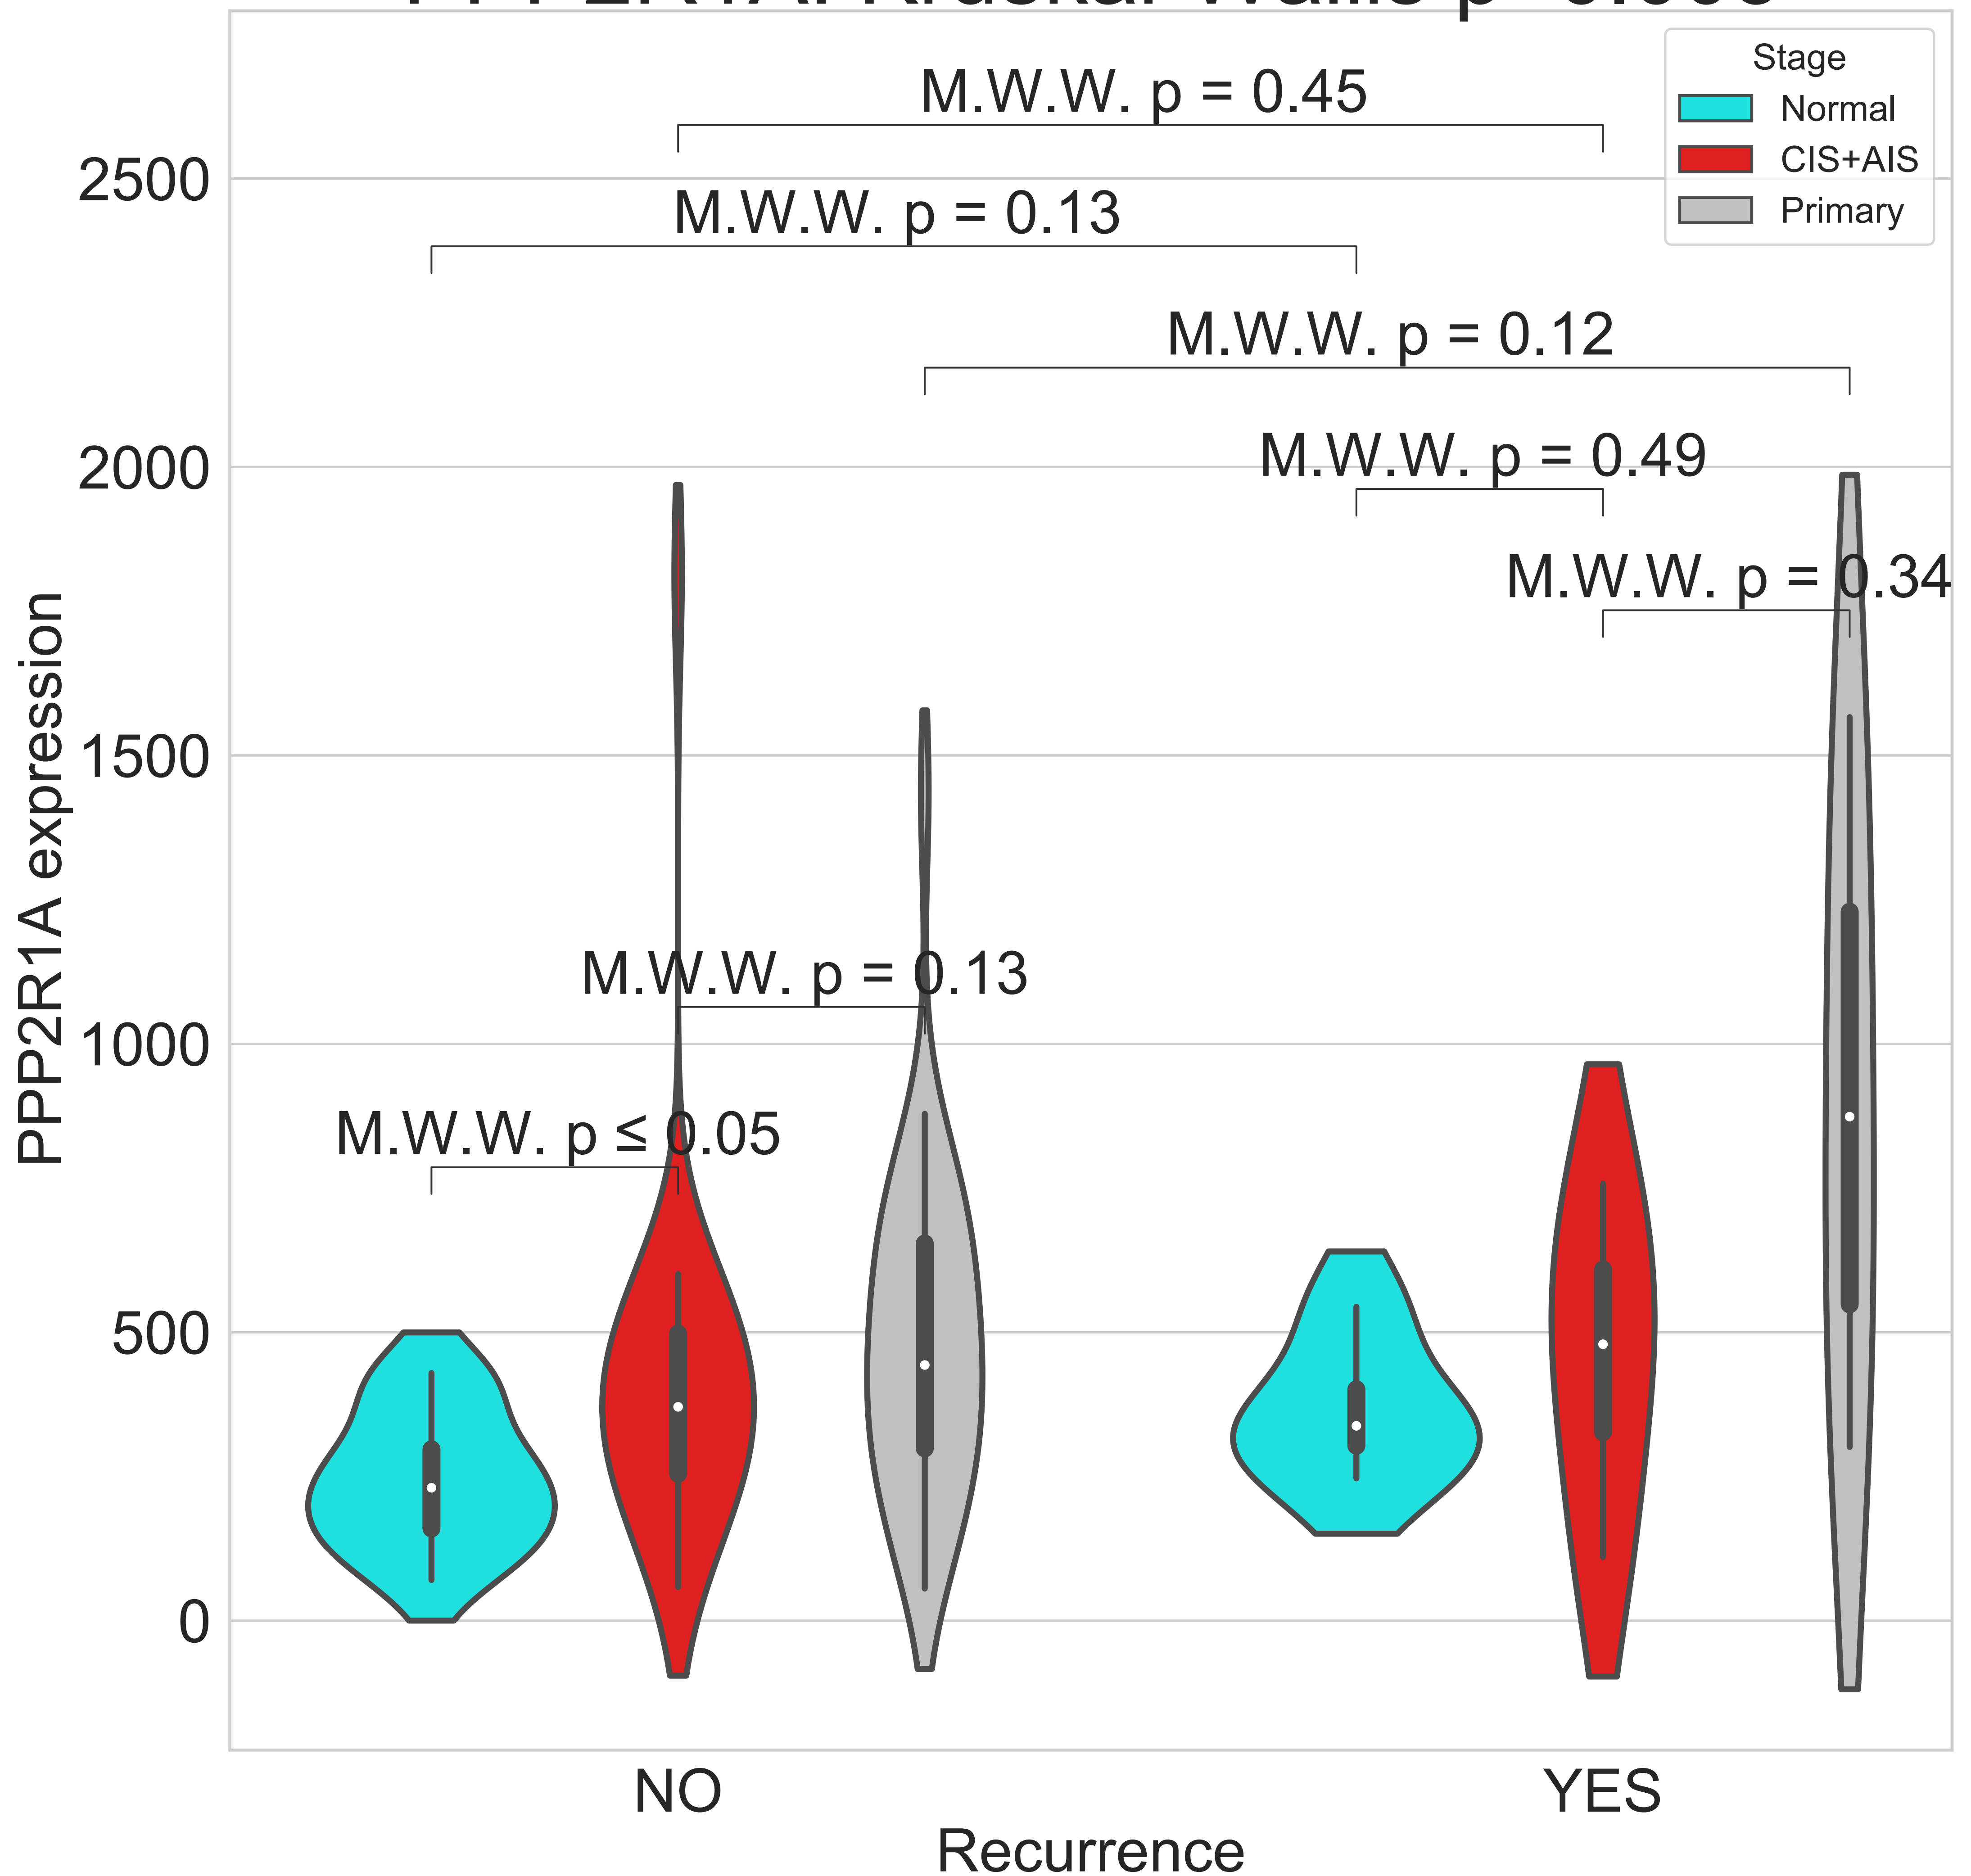 Stage
Normal
CIS+AIS
Primary
M.W.W. p = 0.45
M.W.W. p = 0.13
M.W.W. p = 0.12
M.W.W. p = 0.49
M.W.W. p = 0.34
M.W.W. p = 0.13
M.W.W. p ≤ 0.05
2500
2000
1500
1000
500
0
PPP2R1A expression
NO
YES
Recurrence